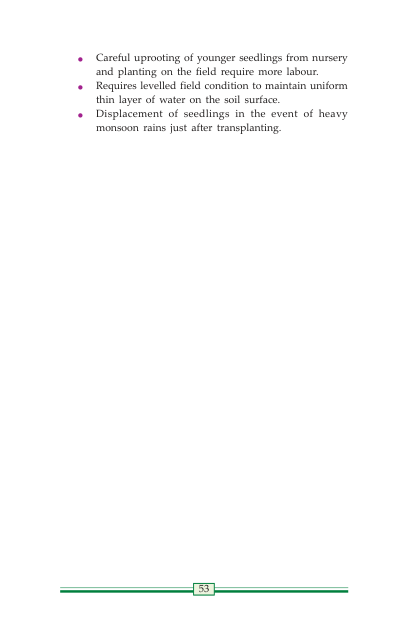 • Careful uprooting of younger seedlings from nursery
and planting on the field require more labour.
• Requires levelled field condition to maintain uniform
thin layer of water on the soil surface.
• Displacement of seedlings in the event of heavy
monsoon rains just after transplanting.
53